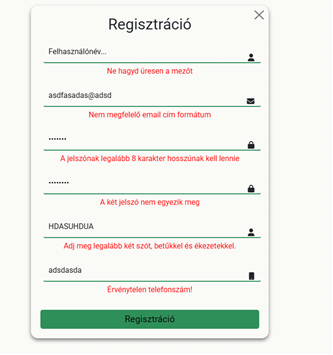 Regisztráció
Felhasználónév...
Ne hagyd üresen a mezőt
asdfasadas@adsd
Nem megfelelő email cím formátum
•••••••
A jelszónak legalább 8 karakter hosszúnak kell lennie
••••••••
A két jelszó nem egyezik meg
HDASUHDUA
Adj meg legalább két szót, betűkkel és ékezetekkel.
adsdasda
Érvénytelen telefonszám!
Regisztráció